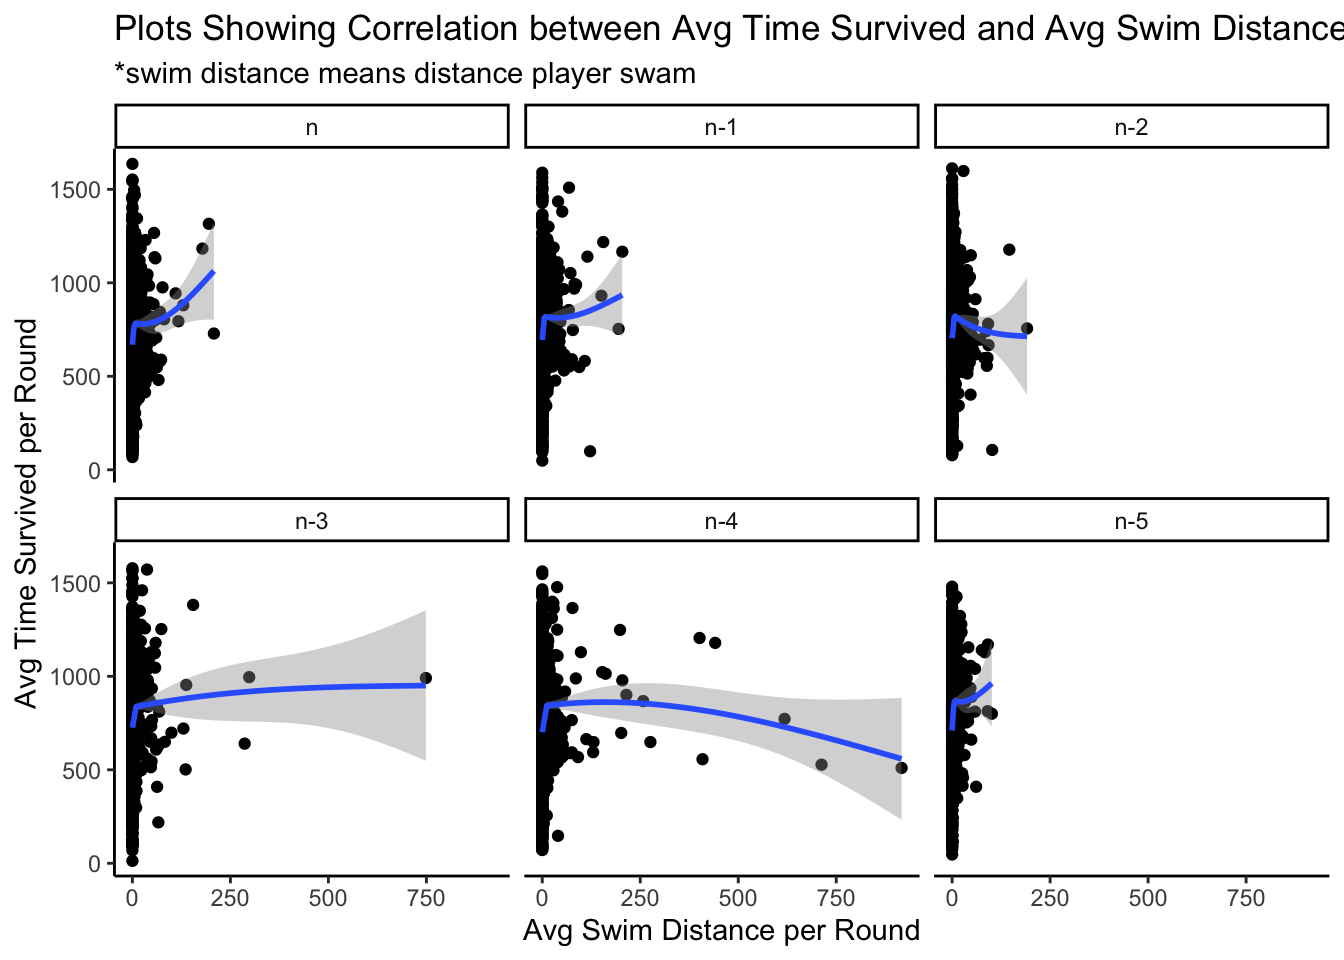 Plots Showing Correlation between Avg Time Survived and Avg Swim Distance
*swim distance means distance player swam
n
n-1
n-2
1500
1000
500
0
Avg Time Survived per Round
n-3
n-4
n-5
1500
1000
500
0
0 250 500 750
0 250 500 750
0 250 500 750
Avg Swim Distance per Round